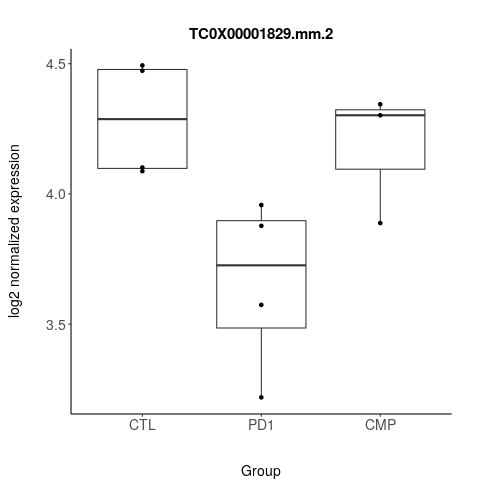 TC0X00001829.mm.2
4.5
4.0
3.5
log2 normalized expression
CTL PD1 CMP
Group